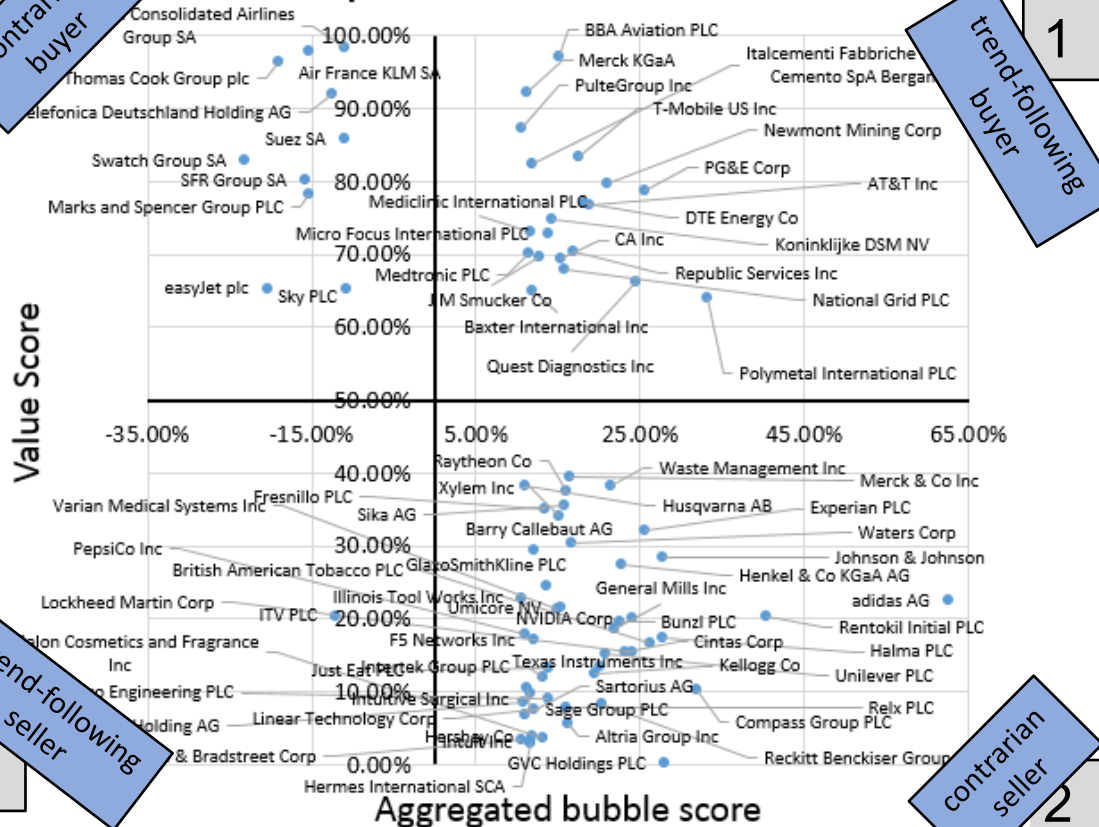 Consolidated Airlines
Group SA
100.00%
BBA Aviation PLC
1
buyer
trend-following
buyer
Merck KGaA
Italcementi Fabbriche
Cemento SpA Bergan
Thomas Cook Group plc
Air France KLM SA
PulteGroup Inc
elefonica Deutschland Holding AG
90.00%
T-Mobile US Inc
Suez SA
Newmont Mining Corp
Swatch Group SA
PG&E Corp
SFR Group SA
80.00%
AT&T Inc
Marks and Spencer Group PLC
Mediclinic International PLC
DTE Energy Co
Micro Focus International PLC
CA Inc
Koninklijke DSM NV
70.00%
Medtronic PLC
Republic Services Inc
easyJet plc
Sky PLC
J M Smucker Co
National Grid PLC
60.00%
Baxter International Inc
Quest Diagnostics Inc
Polymetal International PLC
Value Score
50.00%
-35.00%
-15.00%
5.00%
25.00%
45.00%
65.00%
Raytheon Co
Waste Management Inc
40.00%
Merck & Co Inc
Xylem Inc
Fresnillo PLC
Varian Medical Systems Inc
Husqvarna AB
Experian PLC
Sika AG
Barry Callebaut AG
Waters Corp
PepsiCo Inc
30.00%
Johnson & Johnson
British American Tobacco PLC
GlaxoSmithKline PLC
Henkel & Co KGaA AG
General Mills Inc
Lockheed Martin Corp
Illinois Tool Works Inc
adidas AG
Umicore NV
ITV PLC
20.00%
NVIDIA Corp
Bunzl PLC
Rentokil Initial PLC
alon Cosmetics and Fragrance
Inc
F5 Networks Inc
Cintas Corp
Halma PLC
Just Eat PLC
Intertek Group PLC
Texas Instruments Inc
Kellogg Co
Unilever PLC
o Engineering PLC
10.00%
Intuitive Surgical Inc
Sartorius AG
Relx PLC
Holding AG
Linear Technology Corp
Sage Group PLC
Compass Group PLC
Hershey Co
Intuit Inc
Altria Group Inc
& Bradstreet Corp
0.00%
GVC Holdings PLC
Reckitt Benckiser Group
Hermes International SCA
end-following
seller
contrarian
seller
2
Aggregated bubble score